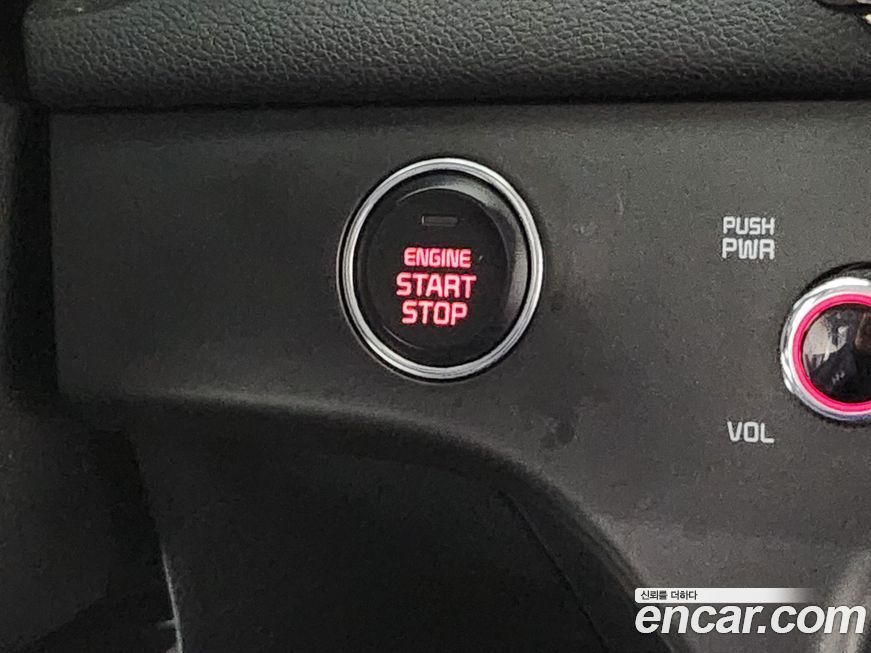 PUSH
PWR
ENGINE
START
STOP
VOL
신뢰를 더하다
encar.com